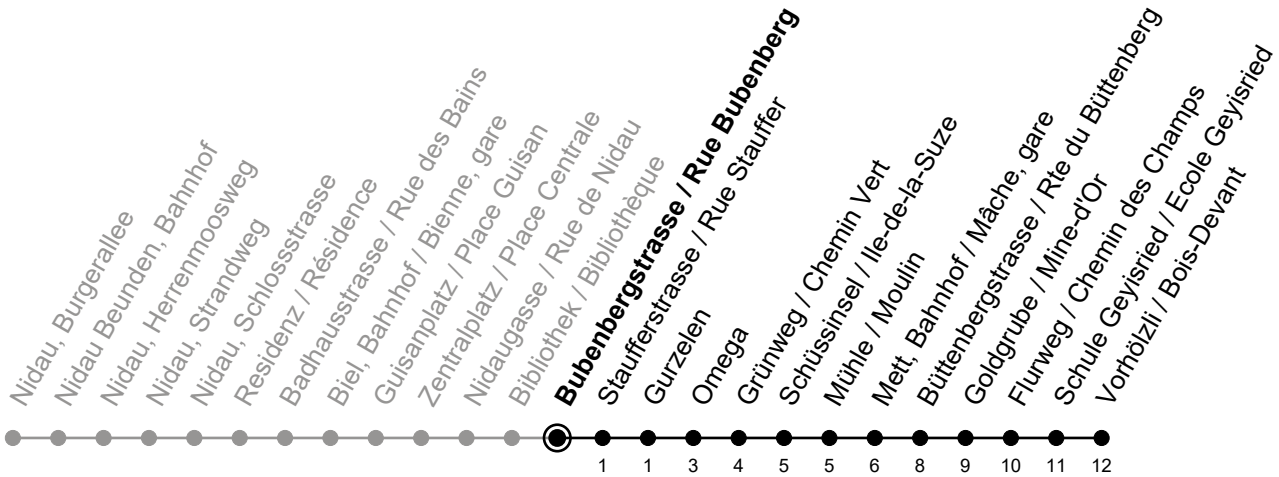 Nidau, Burgerallee
Nidau Beunden, Bahnhof
Nidau, Herrenmoosweg
Nidau, Strandweg
Nidau, Schlossstrasse
Residenz / Résidence
Badhausstrasse / Rue des Bains
Biel, Bahnhof / Bienne, gare
Guisanplatz / Place Guisan
Zentralplatz / Place Centrale
Nidaugasse / Rue de Nidau
Bibliothek / Bibliothèque
Bubenbergstrasse / Rue Bubenberg
Staufferstrasse / Rue Stauffer
Gurzelen
Omega
Grünweg / Chemin Vert
Schüssinsel / Ile-de-la-Suze
Mühle / Moulin
Mett, Bahnhof / Mâche, gare
Büttenbergstrasse / Rte du Büttenberg
Goldgrube / Mine-d'Or
Flurweg / Chemin des Champs
Schule Geyisried / Ecole Geyisried
Vorhölzli / Bois-Devant
1 1 3 4 5 5 6 8 9 10 11 12